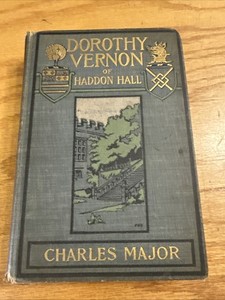 DOROTHY
VERNON
OF
HADDON HALL
CHARLES MAJOR